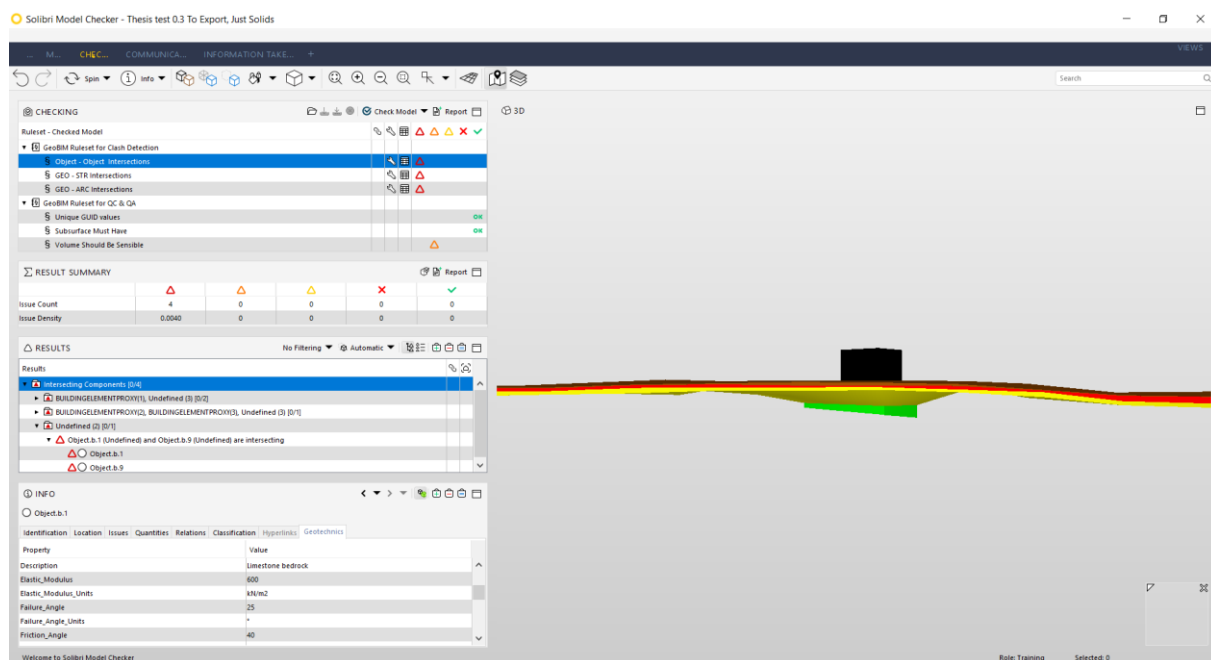 Solibri Model Checker - Thesis test 0.3 To Export, Just Solids
... M... CHEC... COMMUNICA... INFORMATION TAKE... + VIEWS
Spin Info Search
CHECKING Check Model Report 3D
Ruleset - Checked Model
GeoBIM Ruleset for Clash Detection
§ Object - Object Intersections
§ GEO - STR Intersections
§ GEO - ARC Intersections
GeoBIM Ruleset for QC & QA
§ Unique GUID values OK
§ Subsurface Must Have OK
§ Volume Should Be Sensible
RESULT SUMMARY Report
Issue Count 4 0 0 0 0
Issue Density 0.0040 0 0 0 0
RESULTS No Filtering Automatic
Results
Intersecting Components [0/4]
BUILDINGELEMENTPROXY(1), Undefined (3) [0/2]
BUILDINGELEMENTPROXY(2), BUILDINGELEMENTPROXY(3), Undefined (3) [0/1]
Undefined (2) [0/1]
Object.b.1 (Undefined) and Object.b.9 (Undefined) are intersecting
Object.b.1
Object.b.9
INFO
Object.b.1
Identification Location Issues Quantities Relations Classification Hyperlinks Geotechnics
Property Value
Description Limestone bedrock
Elastic_Modulus 600
Elastic_Modulus_Units kN/m2
Failure_Angle 25
Failure_Angle_Units °
Friction_Angle 40
Welcome to Solibri Model Checker Role: Training Selected: 0